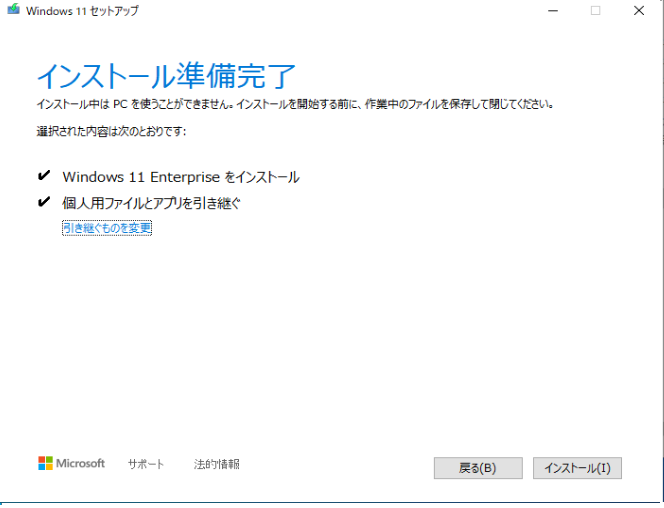 Windows 11 セットアップ
インストール準備完了
インストール中は PC を使うことができません。インストールを開始する前に、作業中のファイルを保存して閉じてください。
選択された内容は次のとおりです:
✔ Windows 11 Enterprise をインストール
✔ 個人用ファイルとアプリを引き継ぐ
引き継ぐものを変更
Microsoft サポート 法的情報 戻る(B) インストール(I)